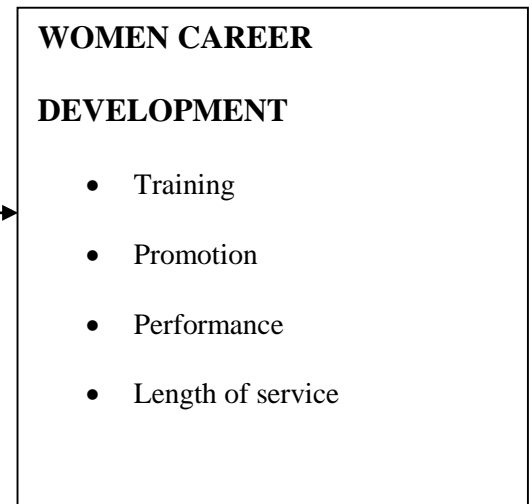 WOMEN CAREER
DEVELOPMENT
• Training
• Promotion
• Performance
• Length of service